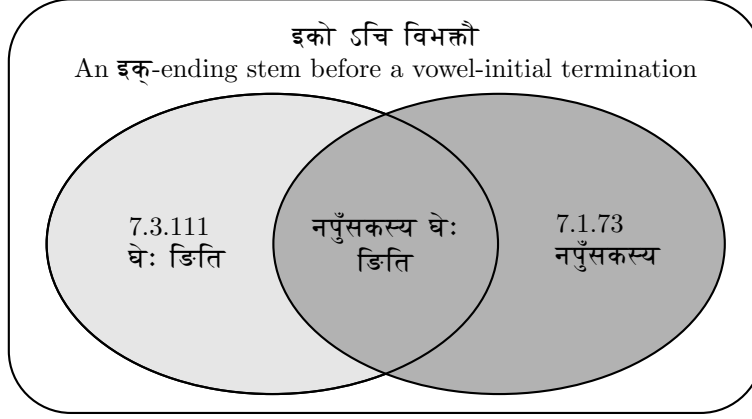 इको ऽचि विभक्तौ
An इक्-ending stem before a vowel-initial termination
7.3.111
घेः ङिति
नपुँसकस्य घेः
ङिति
7.1.73
नपुँसकस्य